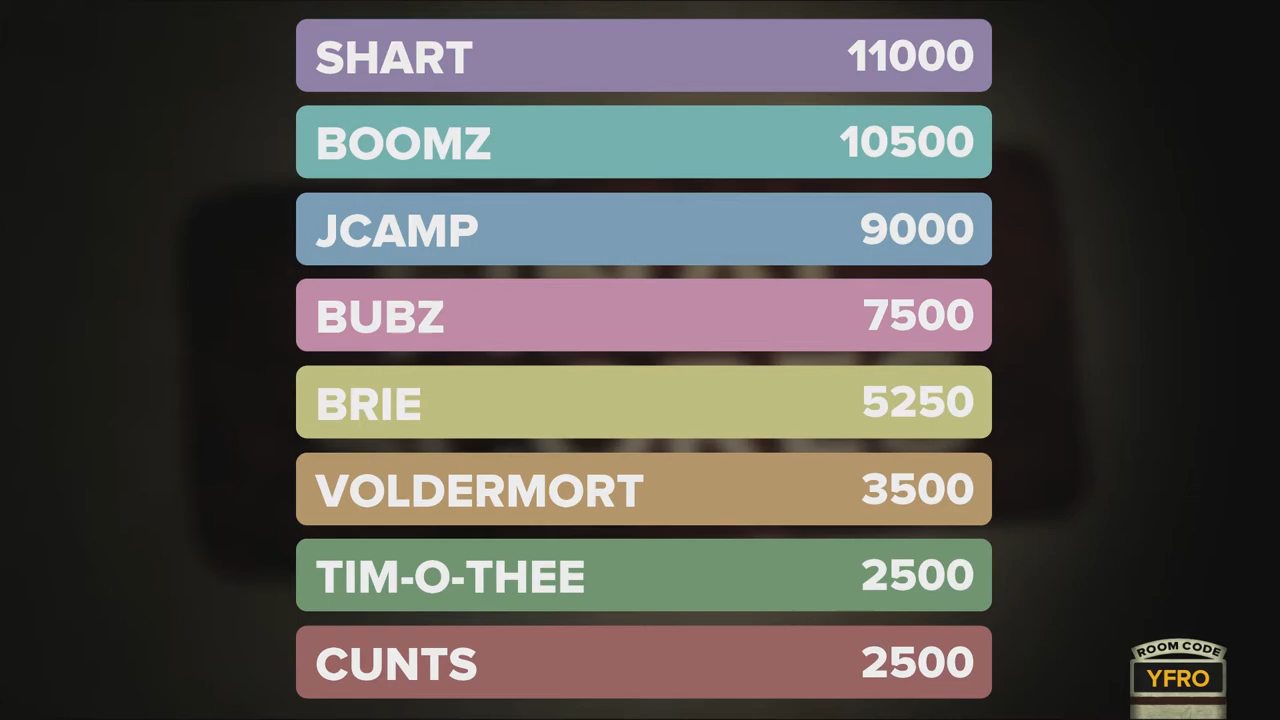 SHART 11000
BOOMZ 10500
JCAMP 9000
BUBZ 7500
BRIE 5250
VOLDERMORT 3500
TIM-O-THEE 2500
CUNTS 2500
ROOM CODE
YFRO